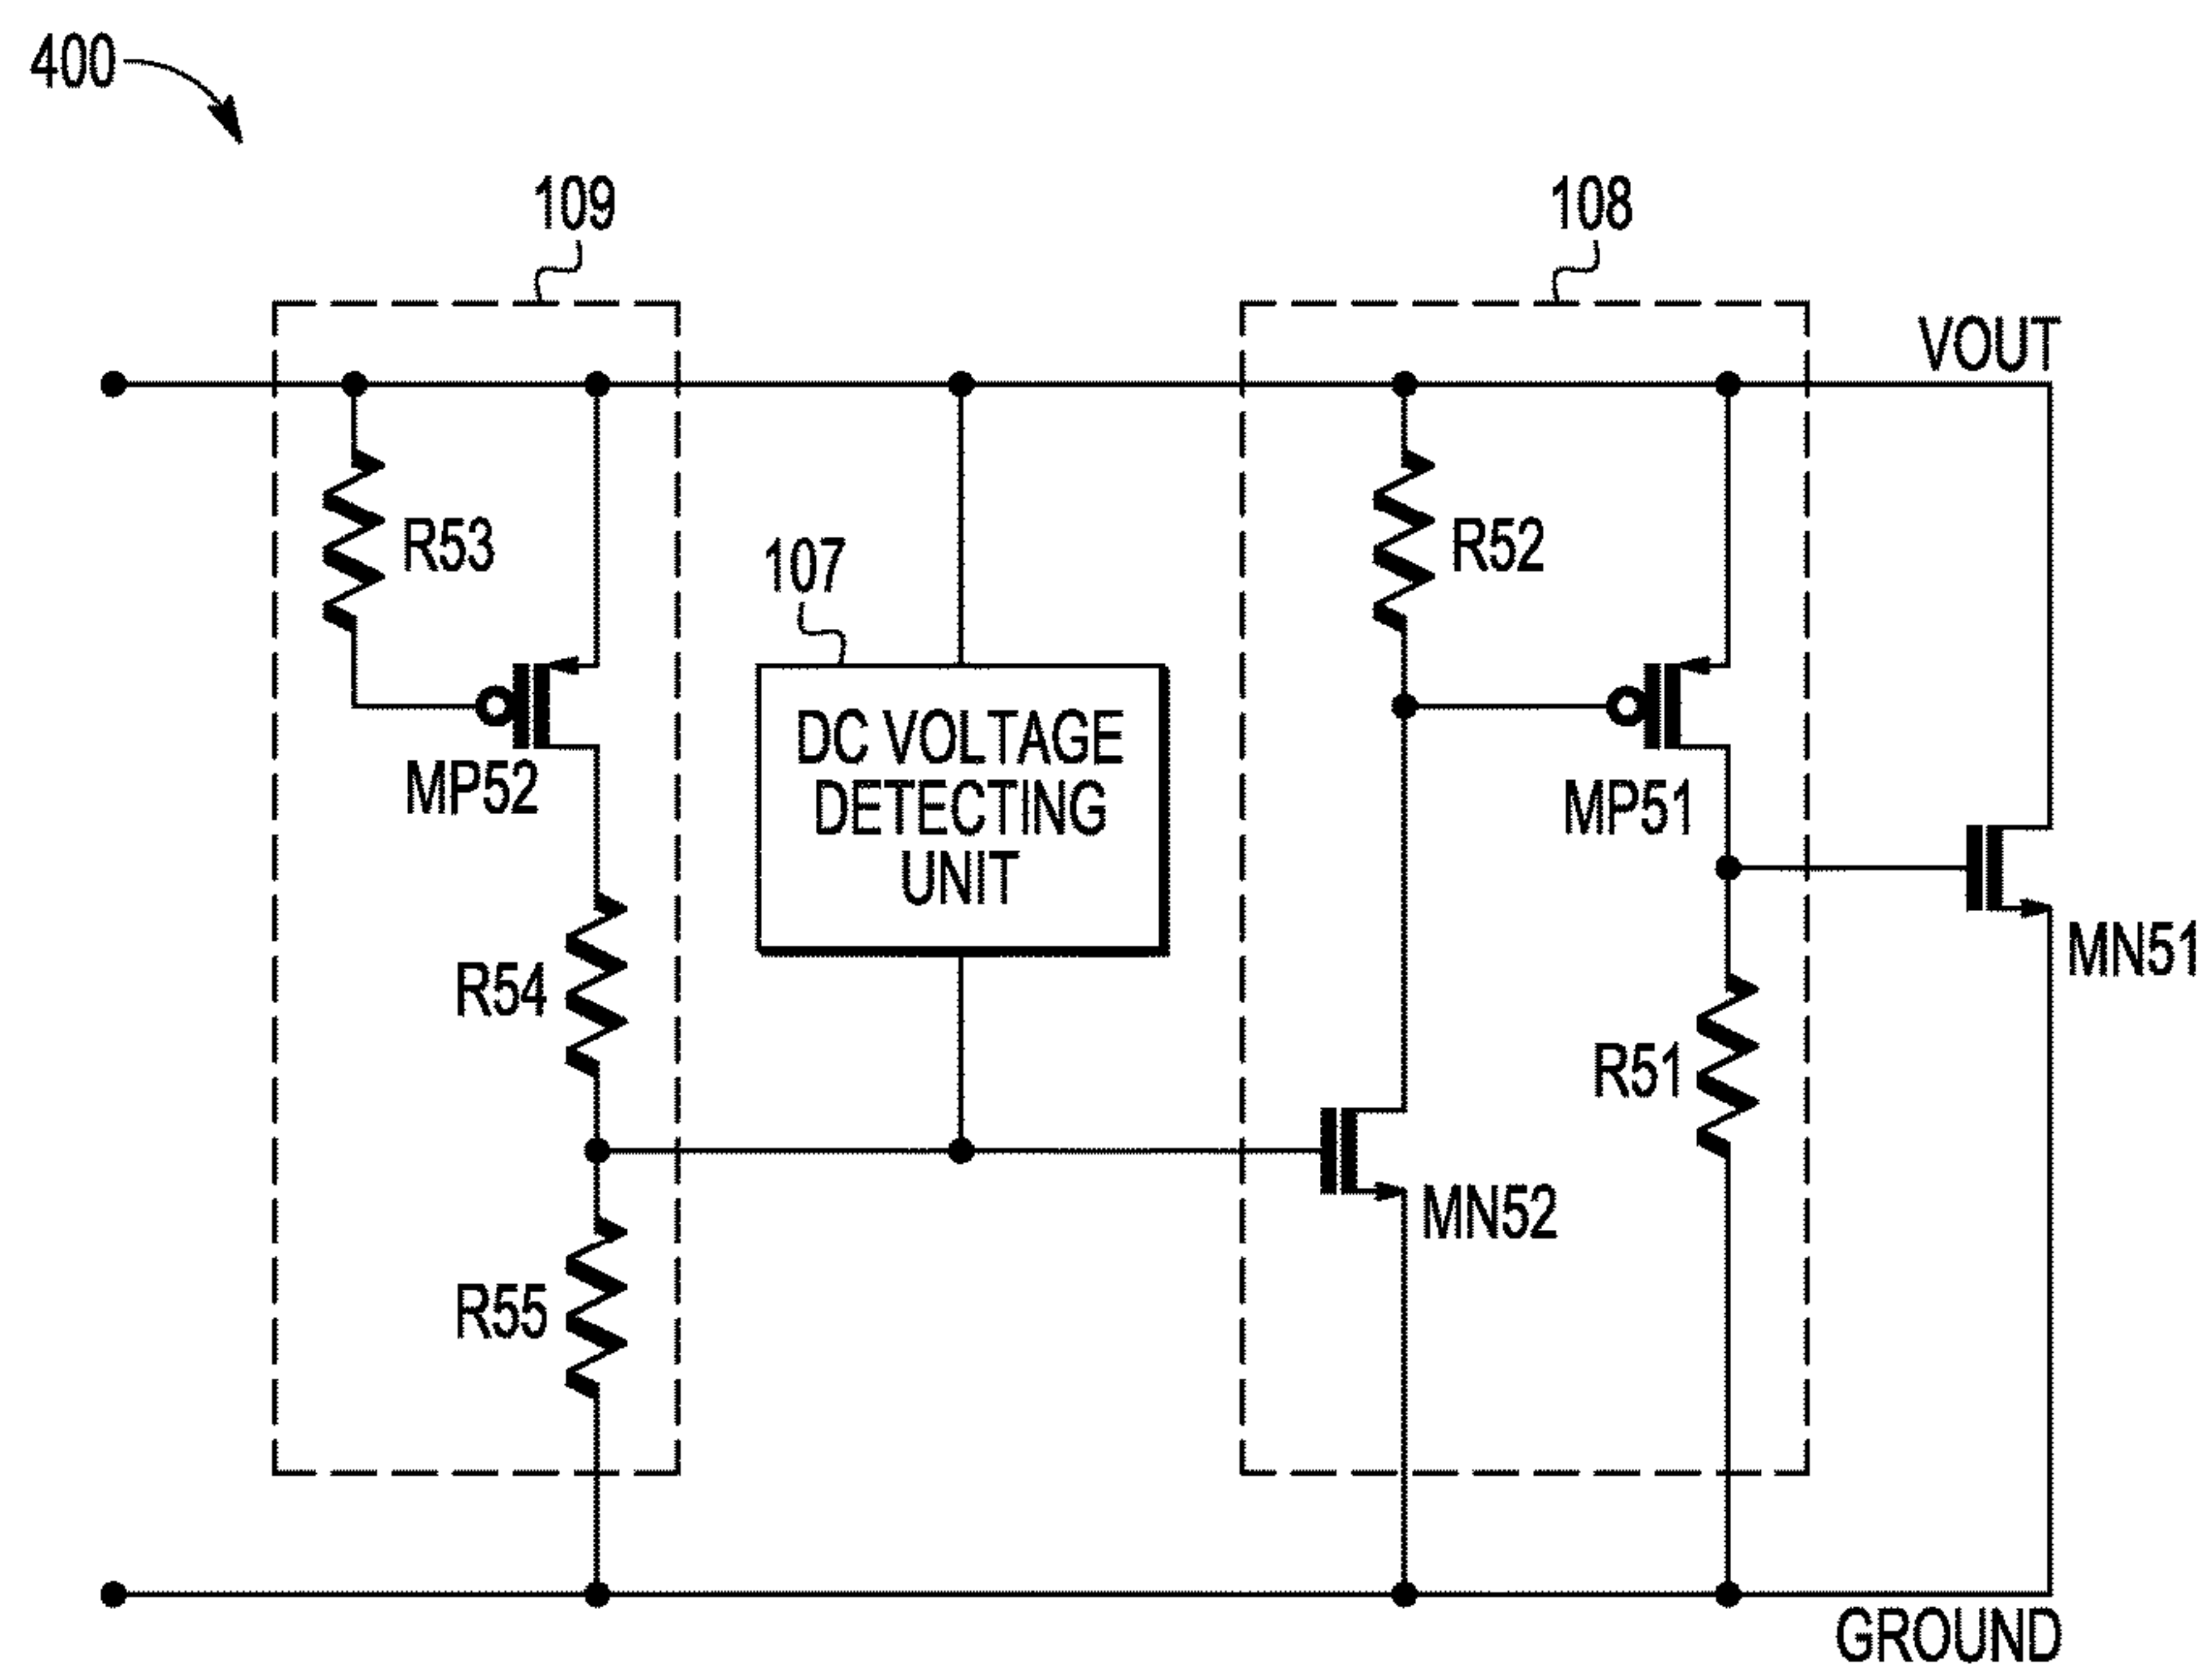 400
109
108
VOUT
R53
R52
107
DC VOLTAGE
DETECTING
UNIT
MP52
MP51
MN51
R54
R51
MN52
R55
GROUND